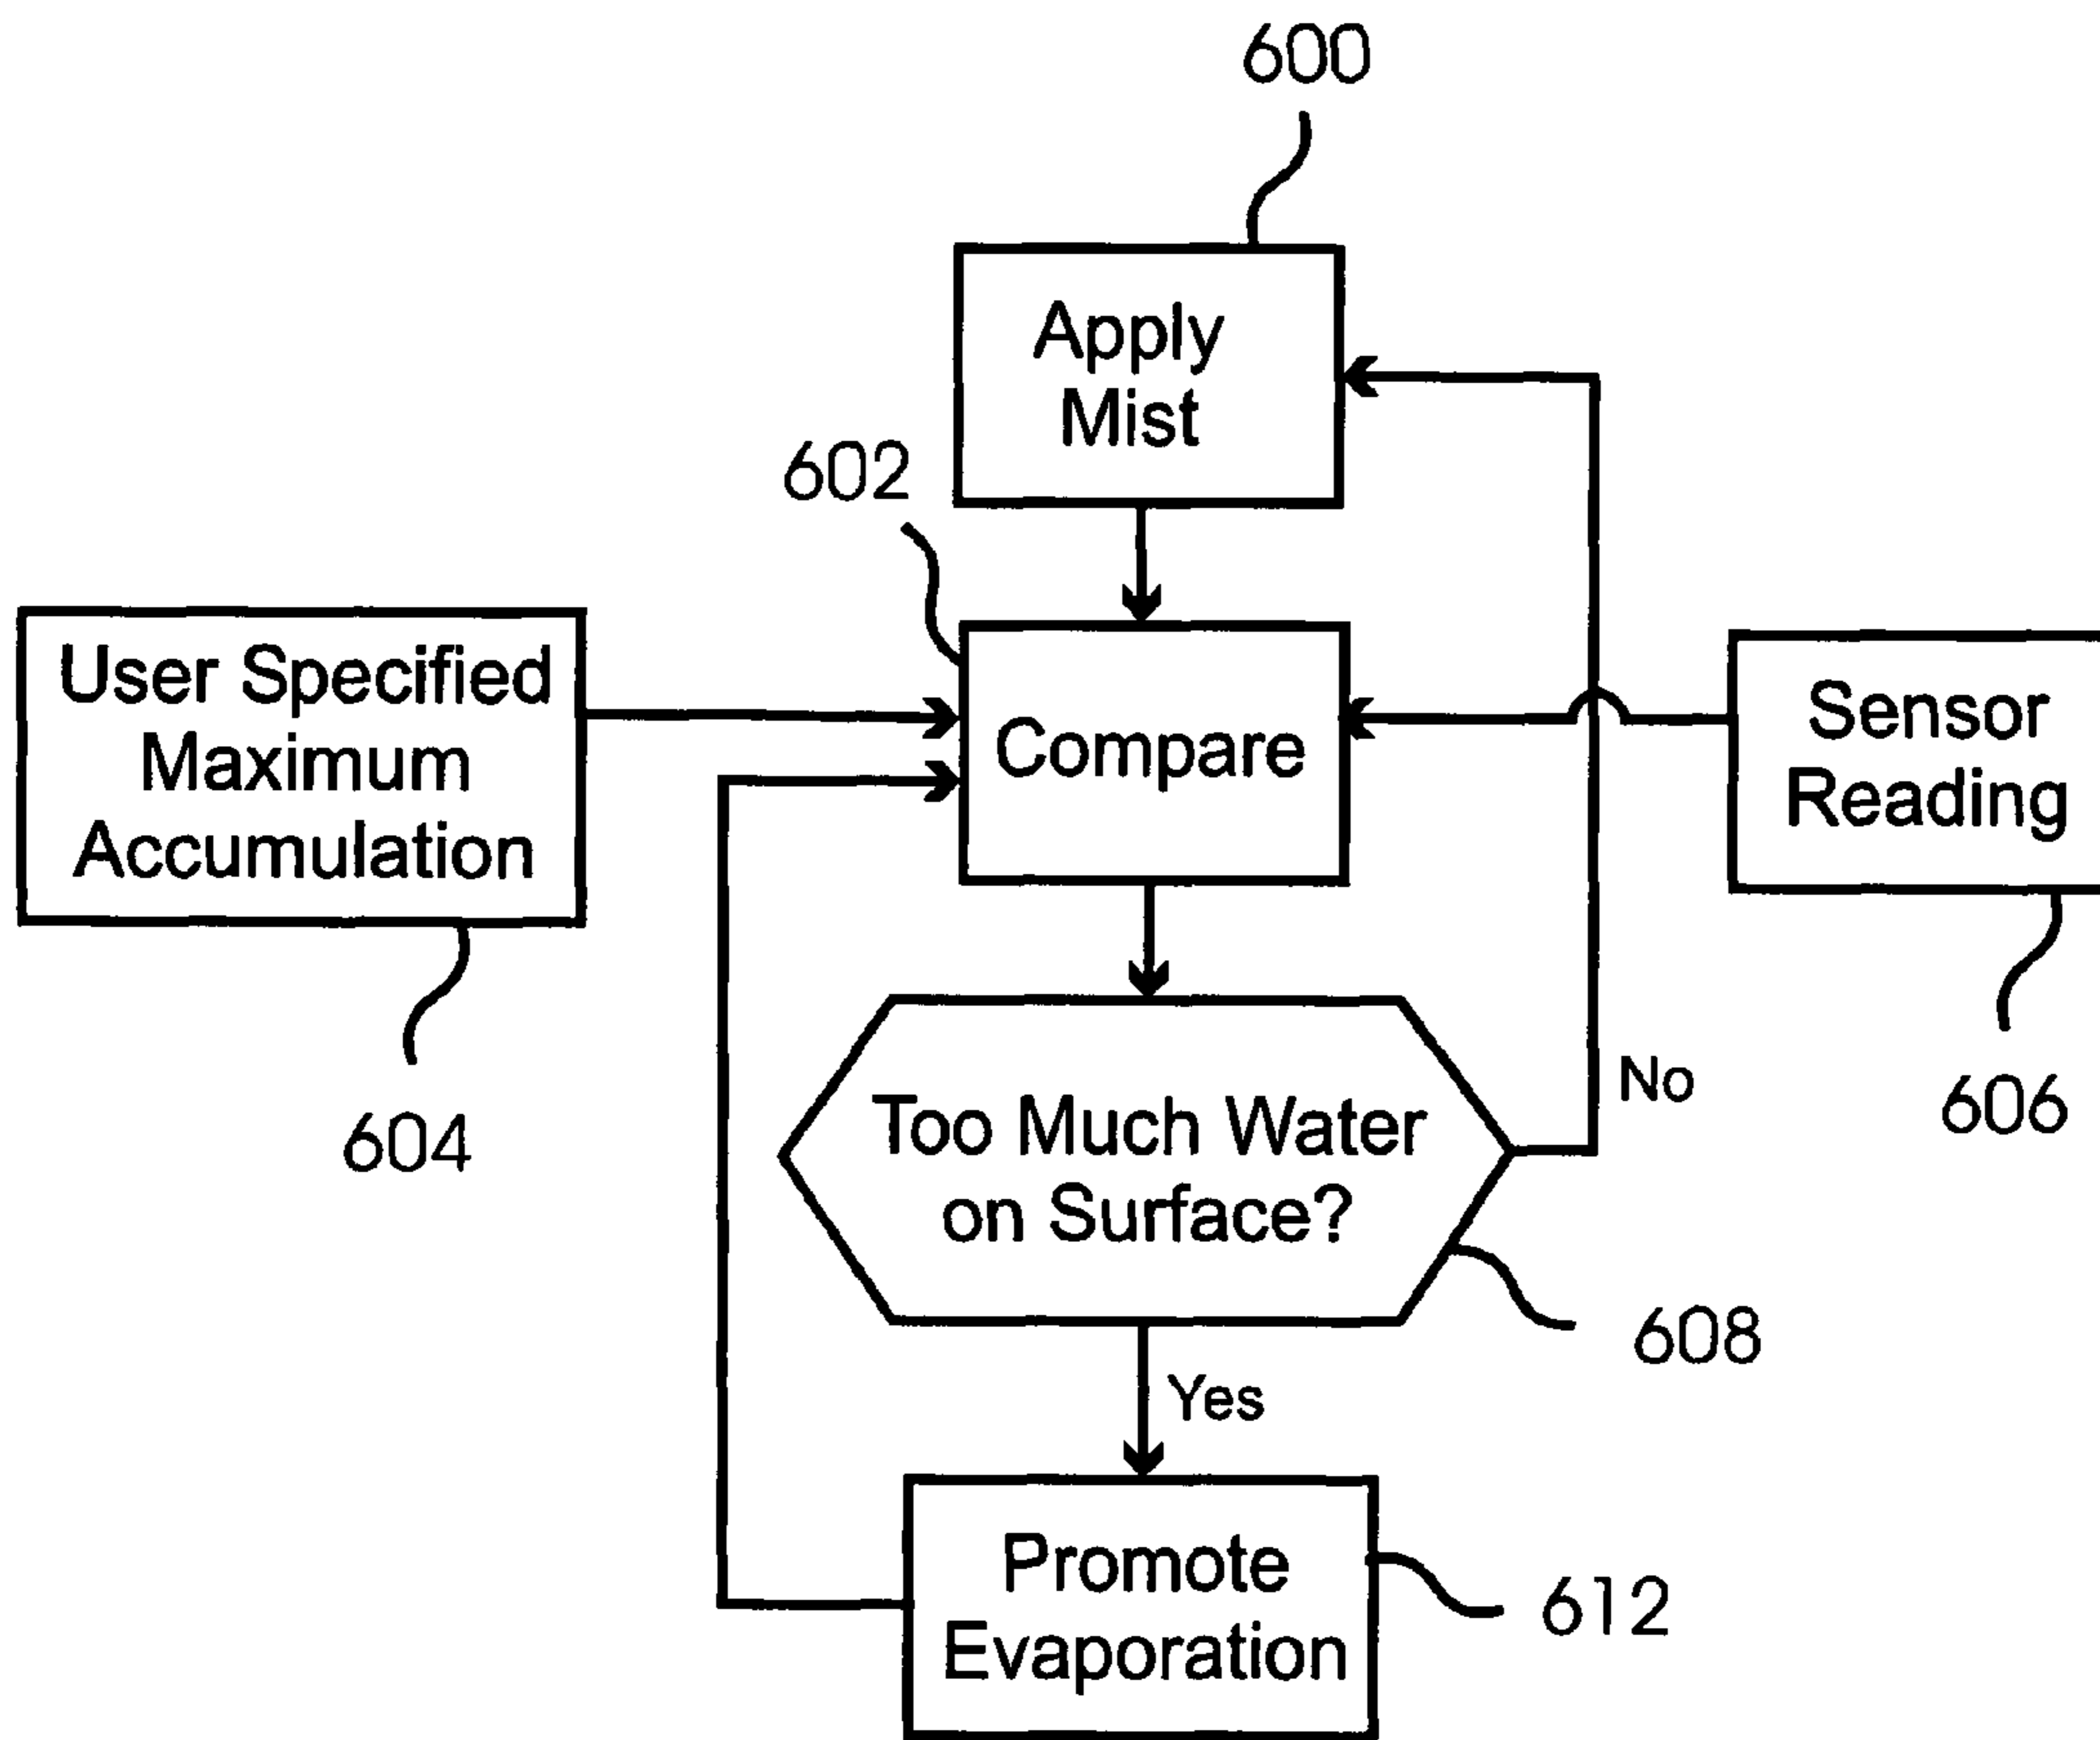 600
Apply
Mist
602
User Specified
Maximum
Accumulation
Compare
Sensor
Reading
604
606
Too Much Water
on Surface?
No
608
Yes
Promote
Evaporation
612